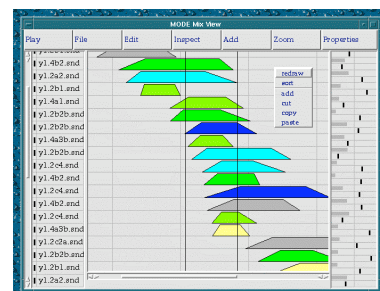 MODE Mix View
Play File Edit Inspect Add Zoom Properties
y1.4b2.snd
y1.2a2.snd
y1.2b1.snd
y1.4a1.snd
y1.2b2b.snd
y1.2b2b.snd
y1.4a3b.snd
y1.2b2b.snd
y1.2c4.snd
y1.4b2.snd
y1.2c4.snd
y1.4b2.snd
y1.2c4.snd
y1.4a3b.snd
y1.2c2a.snd
y1.2b2b.snd
y1.2b1.snd
y1.2a2.snd
redraw
sort
add
cut
copy
paste